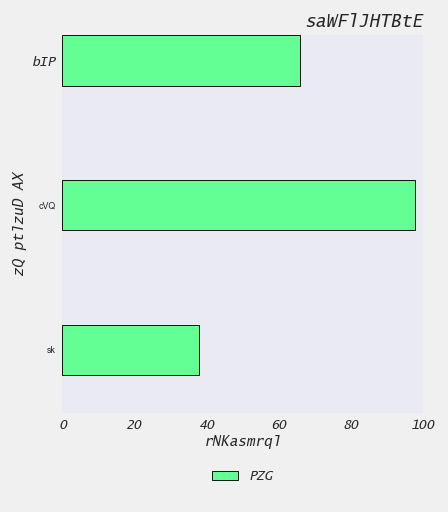 saWFlJHTBtE
bIP
cVQ
sk
zQ ptlzuD AX
0 20 40 60 80 100
rNKasmrql
PZG